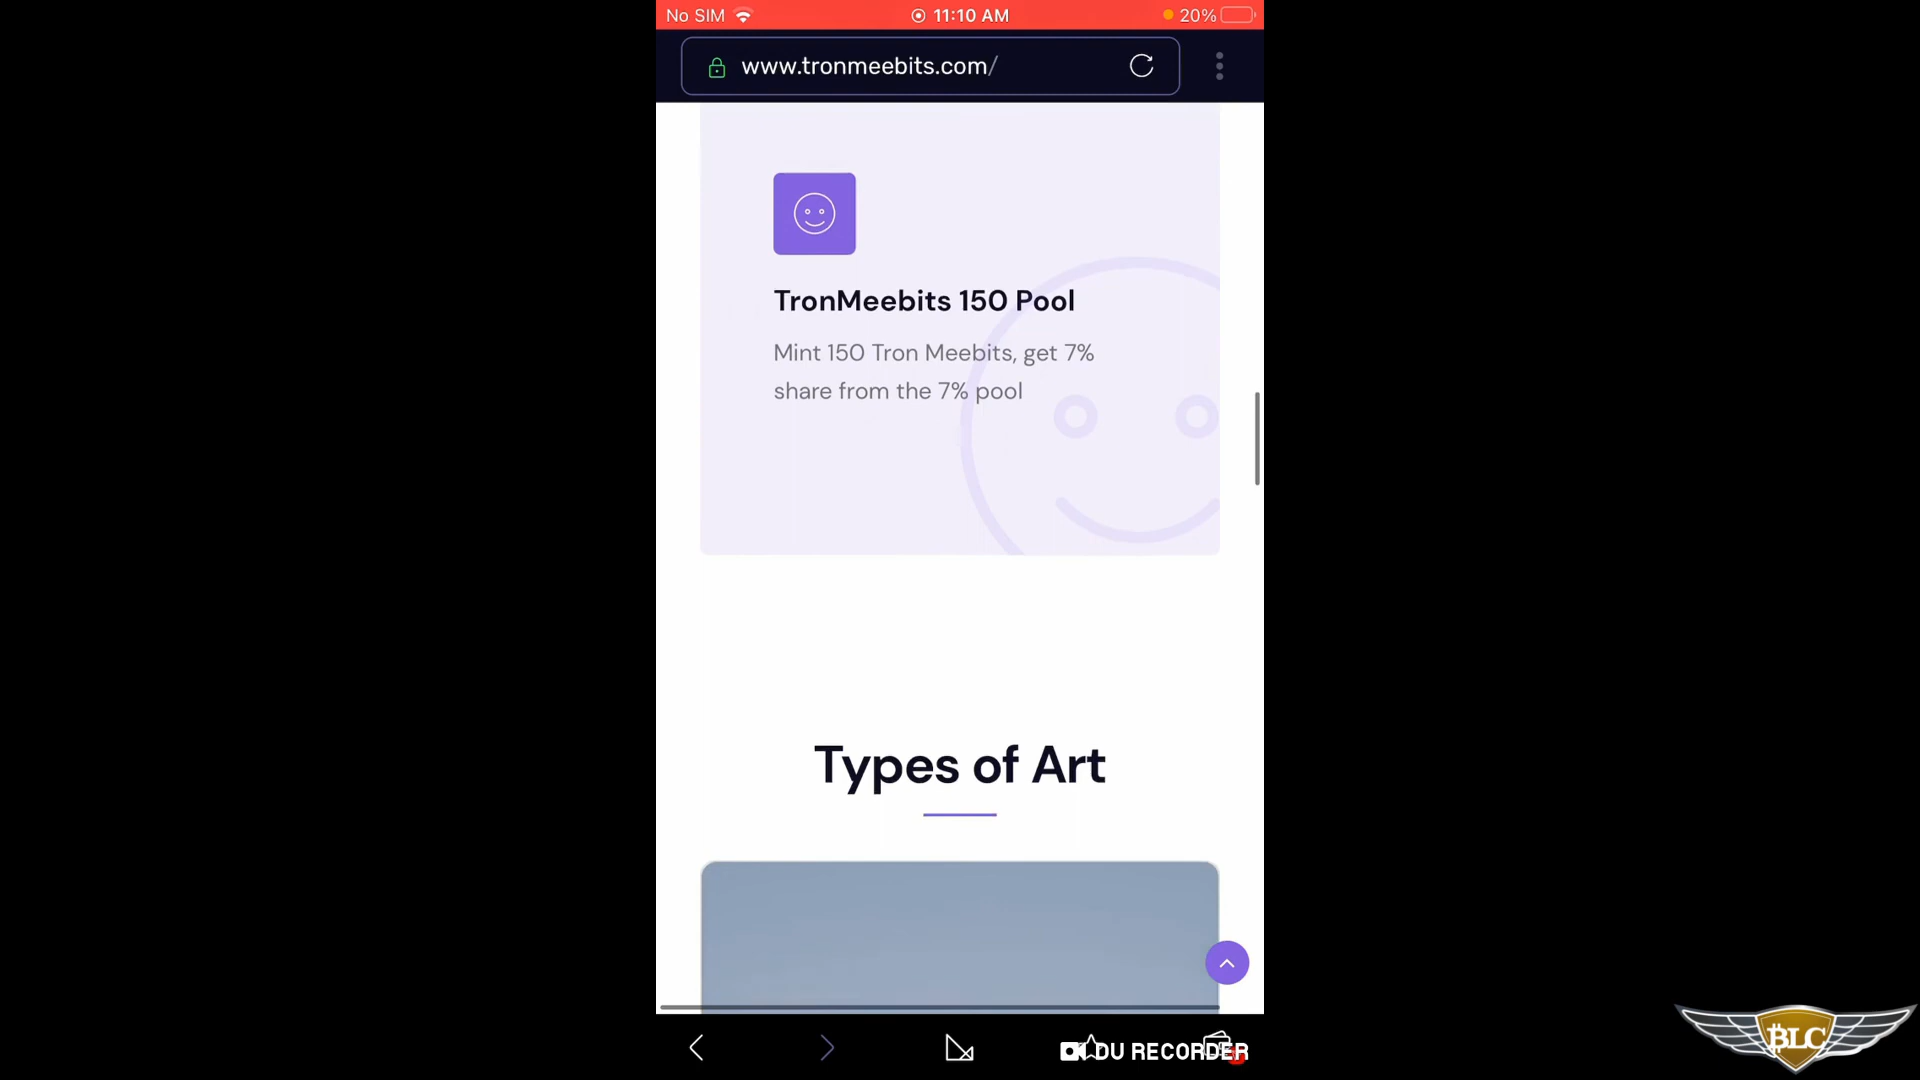 No SIM
11:10 AM
20%
www.tronmeebits.com/
TronMeebits 150 Pool
Mint 150 Tron Meebits, get 7%
share from the 7% pool
Types of Art
DU RECORDER
BLC